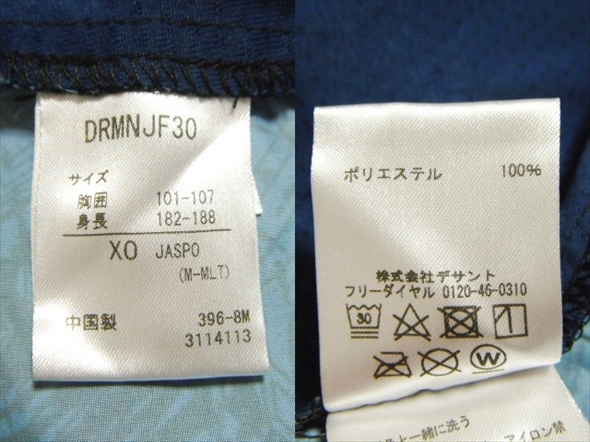 DRMNJF30
サイズ
胸囲 101-107
身長 182-188
XO JASPO
(M-MLT)
中国製 396-8M
3114113
ポリエステル 100%
株式会社デサント
フリーダイヤル 0120-46-0310
30
W
と一緒に洗う
アイロン禁